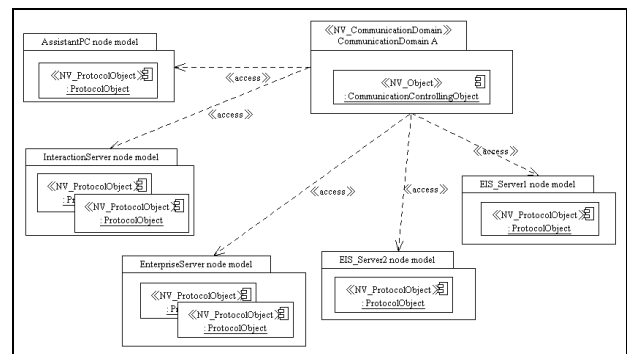 ≪NV_CommunicationDomain≫
CommunicationDomain A
AssistantPC node model
≪NV_ProtocolObject≫
: ProtocolObject
≪access≫
≪NV_Object≫
: CommunicationControllingObject
≪access≫
InteractionServer node model
≪NV_ProtocolObject≫
≪NV_ProtocolObject≫
: ProtocolObject
≪access≫
≪access≫
≪access≫
EIS_Server1 node model
≪NV_ProtocolObject≫
: ProtocolObject
EnterpriseServer node model
≪NV_ProtocolObject≫
≪NV_ProtocolObject≫
: ProtocolObject
EIS_Server2 node model
≪NV_ProtocolObject≫
: ProtocolObject